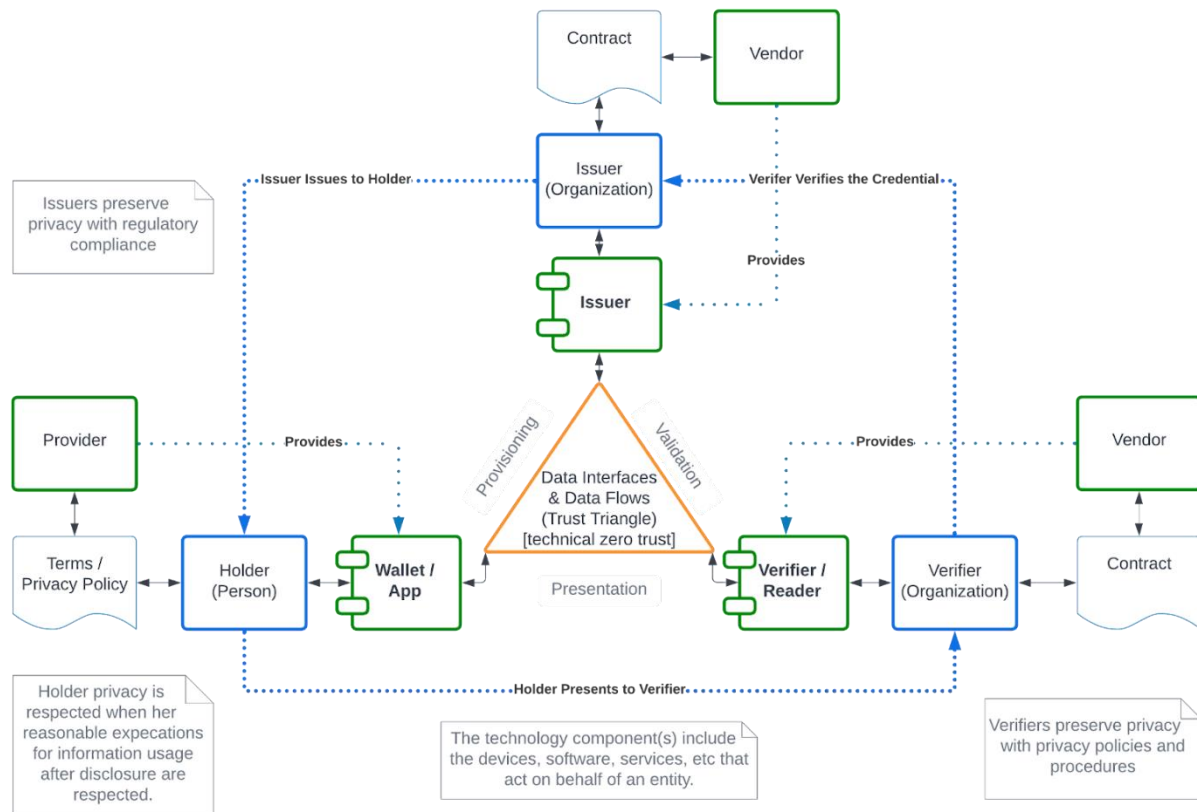 Contract
Vendor
Issuer
(Organization)
Issuer Issues to Holder
Verifer Verifies the Credential
Issuers preserve
privacy with regulatory
compliance
Provides
Issuer
Provider
Provides
Provisioning
Validation
Provides
Vendor
Data Interfaces
& Data Flows
(Trust Triangle)
[technical zero trust]
Terms /
Privacy Policy
Holder
(Person)
Wallet /
App
Presentation
Verifier /
Reader
Verifier
(Organization)
Contract
Holder Presents to Verifier
Holder privacy is
respected when her
reasonable expecations
for information usage
after disclosure are
respected.
The technology component(s) include
the devices, software, services, etc that
act on behalf of an entity.
Verifiers preserve privacy
with privacy policies and
procedures